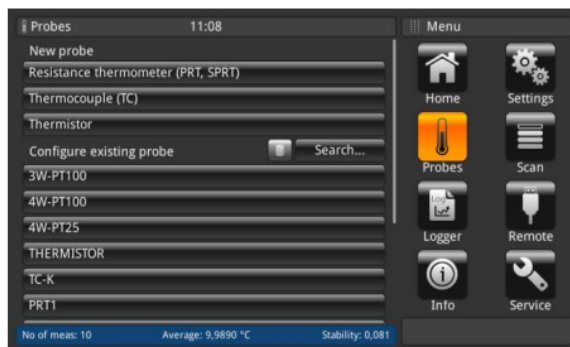 Probes 11:08
New probe
Resistance thermometer (PRT, SPRT)
Thermocouple (TC)
Thermistor
Configure existing probe Search...
3W-PT100
4W-PT100
4W-PT25
THERMISTOR
TC-K
PRT1
No of meas: 10 Average: 9,9890 °C Stability: 0,081
Menu
Home Settings
Probes Scan
Log
Logger Remote
Info Service